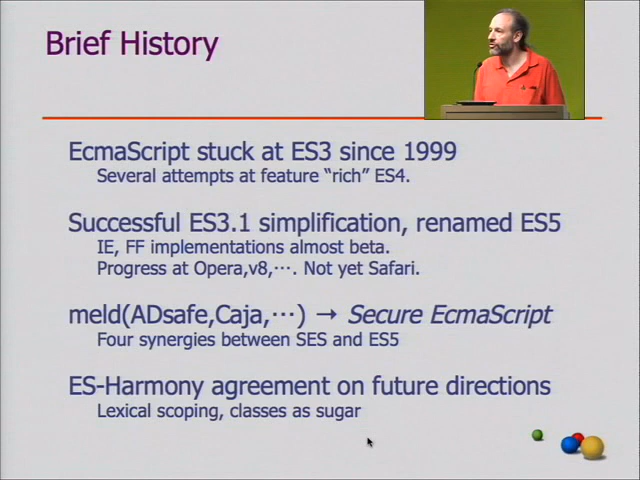 Brief History
EcmaScript stuck at ES3 since 1999
Several attempts at feature “rich” ES4.
Successful ES3.1 simplification, renamed ES5
IE, FF implementations almost beta.
Progress at Opera,v8,⋯. Not yet Safari.
meld(ADsafe,Caja,⋯) → Secure EcmaScript
Four synergies between SES and ES5
ES-Harmony agreement on future directions
Lexical scoping, classes as sugar